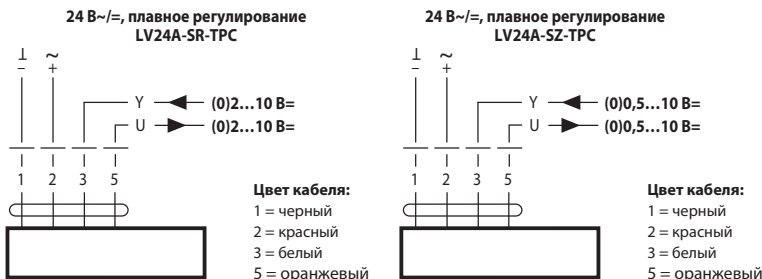 24 В~/=, плавное регулирование
LV24A-SR-TPC
⊥ ~
– +
Y (0)2...10 В=
U (0)2...10 В=
1 2 3 5
Цвет кабеля:
1 = черный
2 = красный
3 = белый
5 = оранжевый
24 В~/=, плавное регулирование
LV24A-SZ-TPC
⊥ ~
– +
Y (0)0,5...10 В=
U (0)0,5...10 В=
1 2 3 5
Цвет кабеля:
1 = черный
2 = красный
3 = белый
5 = оранжевый